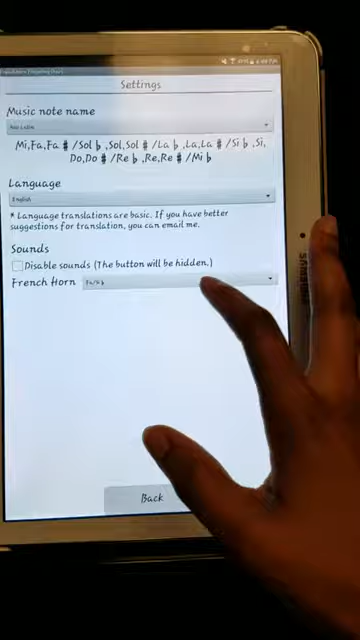 Settings
Music note name
Mi,Fa,Fa # /Sol ♭ ,Sol,Sol # /La ♭ ,La,La # /Si ♭ ,Si,
Do,Do # /Re ♭ ,Re,Re # /Mi ♭
Language
English
* Language translations are basic. If you have better
suggestions for translation, you can email me.
Sounds
Disable sounds (The button will be hidden.)
French Horn
Back
SAMSUNG